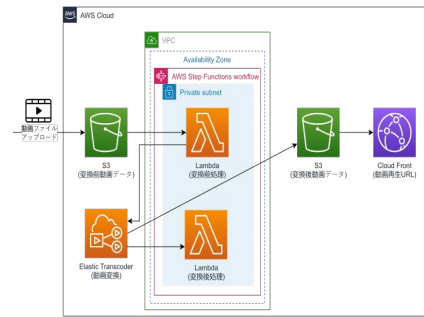 aws
AWS Cloud
VPC
Availability Zone
AWS Step Functions workflow
Private subnet
動画ファイル
アップロード
S3
(変換前動画データ)
Lambda
(変換前処理)
S3
(変換後動画データ)
Cloud Front
(動画再生URL)
Elastic Transcoder
(動画変換)
Lambda
(変換後処理)